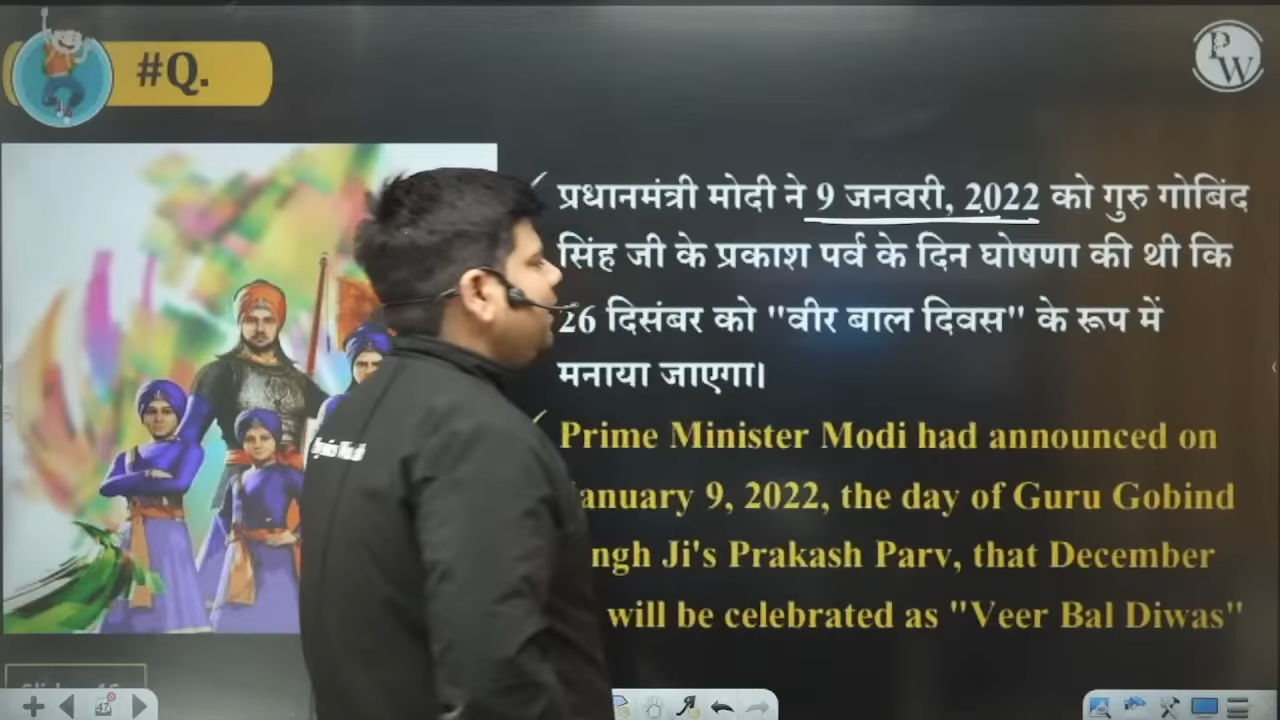 #Q.
PW
प्रधानमंत्री मोदी ने 9 जनवरी, 2022 को गुरु गोबिंद
सिंह जी के प्रकाश पर्व के दिन घोषणा की थी कि
26 दिसंबर को "वीर बाल दिवस" के रूप में
मनाया जाएगा।
Prime Minister Modi had announced on
anuary 9, 2022, the day of Guru Gobind
ngh Ji's Prakash Parv, that December
will be celebrated as "Veer Bal Diwas"
47